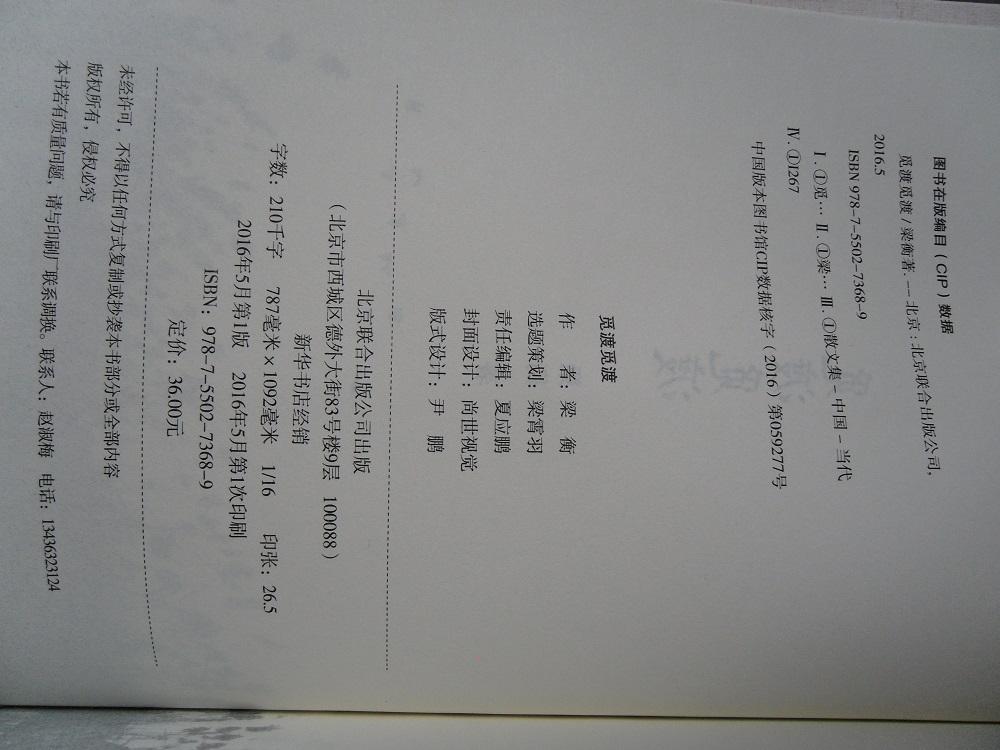 图书在版编目（CIP）数据
觅渡觅渡 / 梁衡著. — 北京 : 北京联合出版公司,
2016.5
ISBN 978-7-5502-7368-9
Ⅰ. ①觅… Ⅱ. ①梁… Ⅲ. ①散文集－中国－当代
Ⅳ. ①I267
中国版本图书馆CIP数据核字（2016）第059277号
觅渡觅渡
作　者：梁　衡
选题策划：梁霄羽
责任编辑：夏应鹏
封面设计：尚世视觉
版式设计：尹　鹏
北京联合出版公司出版
（北京市西城区德外大街83号楼9层　100088）
新华书店经销
字数：210千字　787毫米×1092毫米　1/16　印张：26.5
2016年5月第1版　2016年5月第1次印刷
ISBN：978-7-5502-7368-9
定价：36.00元
未经许可，不得以任何方式复制或抄袭本书部分或全部内容
版权所有，侵权必究
本书若有质量问题，请与印刷厂联系调换。联系人：赵淑梅　电话：13436323124